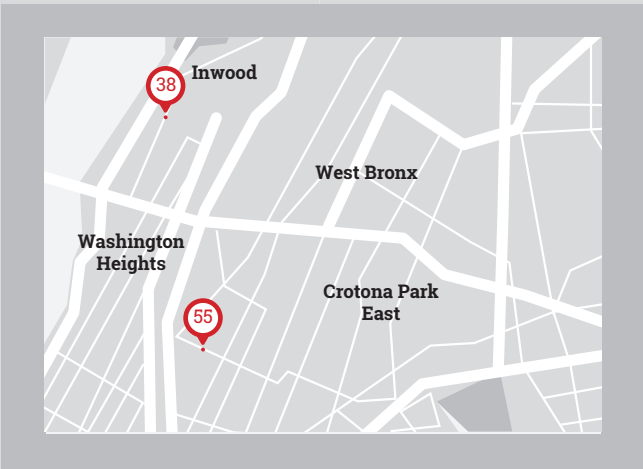 Inwood
38
West Bronx
Washington
Heights
Crotona Park
East
55